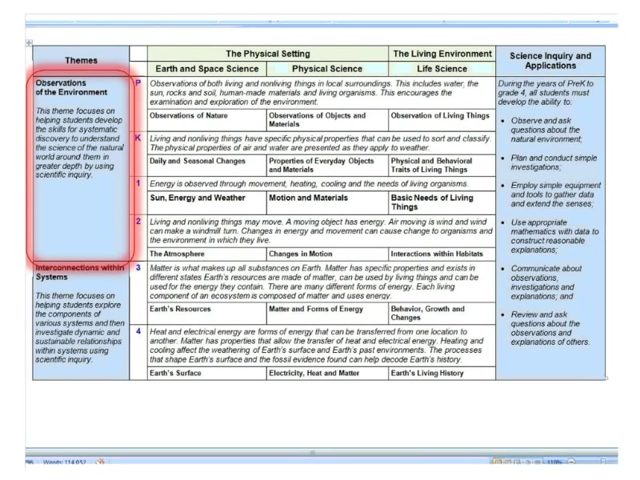 Themes
The Physical Setting
The Living Environment
Science Inquiry and
Applications
Earth and Space Science
Physical Science
Life Science
Observations
of the Environment
This theme focuses on
helping students develop
the skills for systematic
discovery to understand
the science of the natural
world around them in
greater depth by using
scientific inquiry.
P
Observations of both living and nonliving things in local surroundings. This includes water, the
sun, rocks and soil, human-made materials and living organisms. This encourages the
examination and exploration of the environment.
Observations of Nature
Observations of Objects and
Materials
Observation of Living Things
K
Living and nonliving things have specific physical properties that can be used to sort and classify.
The physical properties of air and water are presented as they apply to weather.
Daily and Seasonal Changes
Properties of Everyday Objects
and Materials
Physical and Behavioral
Traits of Living Things
1
Energy is observed through movement, heating, cooling and the needs of living organisms.
Sun, Energy and Weather
Motion and Materials
Basic Needs of Living
Things
2
Living and nonliving things may move. A moving object has energy. Air moving is wind and wind
can make a windmill turn. Changes in energy and movement can cause change to organisms and
the environment in which they live.
The Atmosphere
Changes in Motion
Interactions within Habitats
Interconnections within
Systems
This theme focuses on
helping students explore
the components of
various systems and then
investigate dynamic and
sustainable relationships
within systems using
scientific inquiry.
3
Matter is what makes up all substances on Earth. Matter has specific properties and exists in
different states Earth's resources are made of matter, can be used by living things and can be
used for the energy they contain. There are many different forms of energy. Each living
component of an ecosystem is composed of matter and uses energy.
Earth's Resources
Matter and Forms of Energy
Behavior, Growth and
Changes
4
Heat and electrical energy are forms of energy that can be transferred from one location to
another. Matter has properties that allow the transfer of heat and electrical energy. Heating and
cooling affect the weathering of Earth's surface and Earth's past environments. The processes
that shape Earth's surface and the fossil evidence found can help decode Earth's history.
Earth's Surface
Electricity, Heat and Matter
Earth's Living History
During the years of PreK to
grade 4, all students must
develop the ability to:
• Observe and ask
questions about the
natural environment;
• Plan and conduct simple
investigations;
• Employ simple equipment
and tools to gather data
and extend the senses;
• Use appropriate
mathematics with data to
construct reasonable
explanations;
• Communicate about
observations,
investigations and
explanations; and
• Review and ask
questions about the
observations and
explanations of others.
Words: 114,052
110%